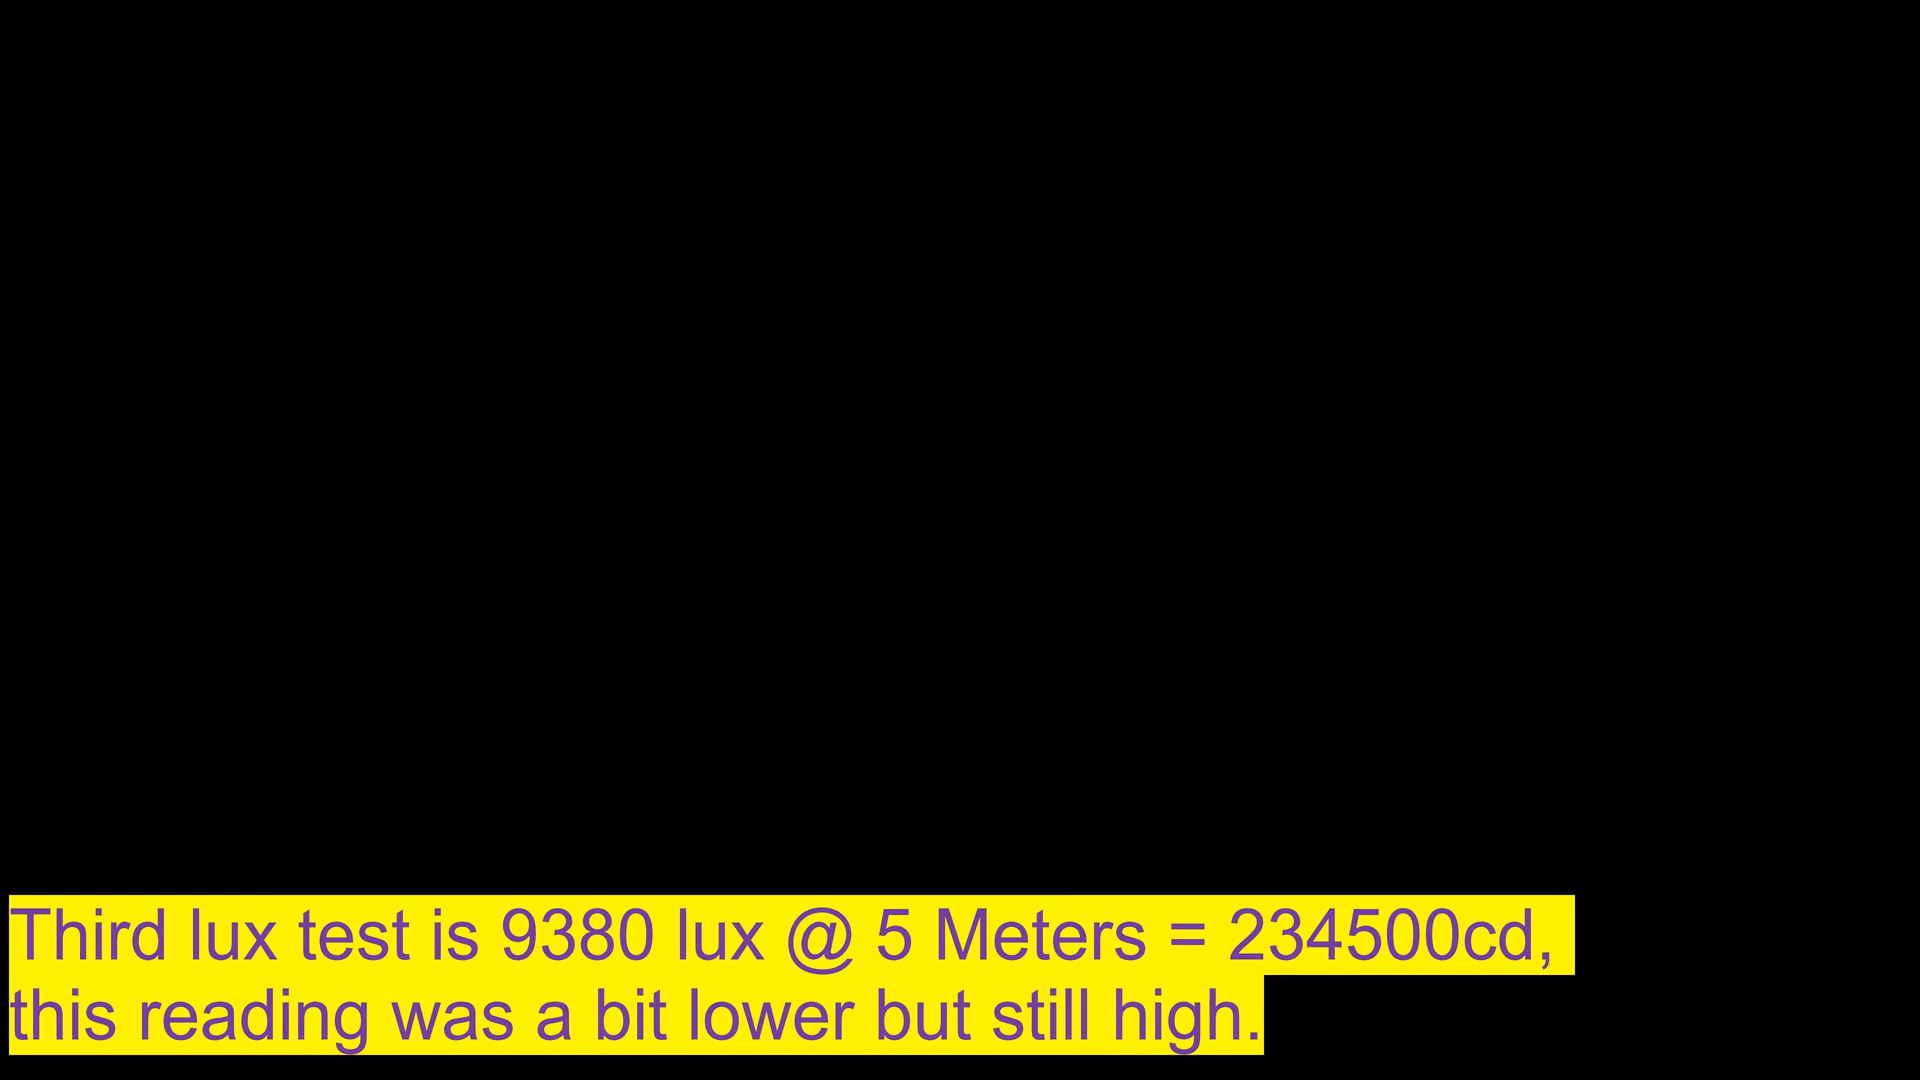 Third lux test is 9380 lux @ 5 Meters = 234500cd,
this reading was a bit lower but still high.